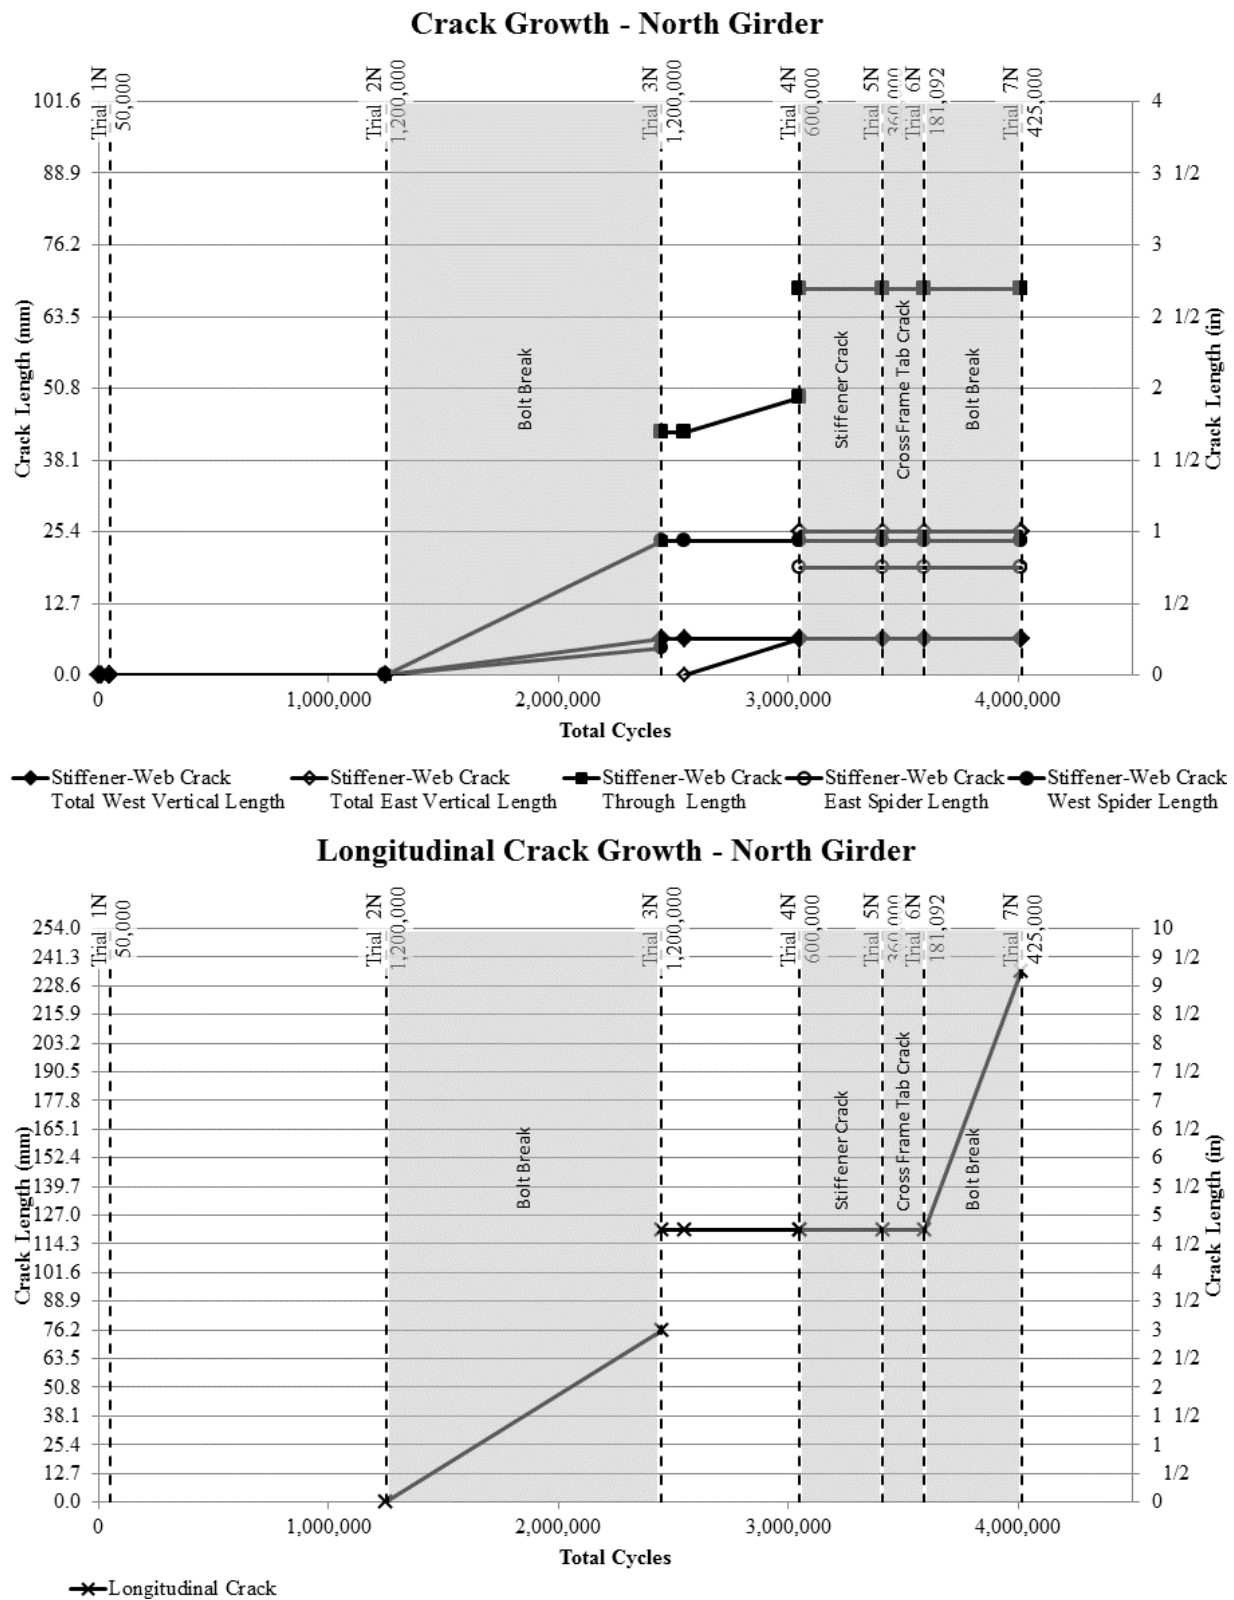 Crack Growth - North Girder
Trial 1N
50,000
Trial 2N
1,200,000
Trial 3N
1,200,000
Trial 4N
600,000
Trial 5N
360,000
Trial 6N
181,092
Trial 7N
425,000
101.6
88.9
76.2
63.5
50.8
38.1
25.4
12.7
0.0
Crack Length (mm)
Bolt Break
Stiffener Crack
Cross Frame Tab Crack
Bolt Break
4
3 1/2
3
2 1/2
2
1 1/2
1
1/2
0
Crack Length (in)
0 1,000,000 2,000,000 3,000,000 4,000,000
Total Cycles
Stiffener-Web Crack
Total West Vertical Length
Stiffener-Web Crack
Total East Vertical Length
Stiffener-Web Crack
Through Length
Stiffener-Web Crack
East Spider Length
Stiffener-Web Crack
West Spider Length
Longitudinal Crack Growth - North Girder
Trial 1N
50,000
Trial 2N
1,200,000
Trial 3N
1,200,000
Trial 4N
600,000
Trial 5N
360,000
Trial 6N
181,092
Trial 7N
425,000
254.0
241.3
228.6
215.9
203.2
190.5
177.8
165.1
152.4
139.7
127.0
114.3
101.6
88.9
76.2
63.5
50.8
38.1
25.4
12.7
0.0
Crack Length (mm)
Bolt Break
Stiffener Crack
Cross Frame Tab Crack
Bolt Break
10
9 1/2
9
8 1/2
8
7 1/2
7
6 1/2
6
5 1/2
5
4 1/2
4
3 1/2
3
2 1/2
2
1 1/2
1
1/2
0
Crack Length (in)
0 1,000,000 2,000,000 3,000,000 4,000,000
Total Cycles
Longitudinal Crack